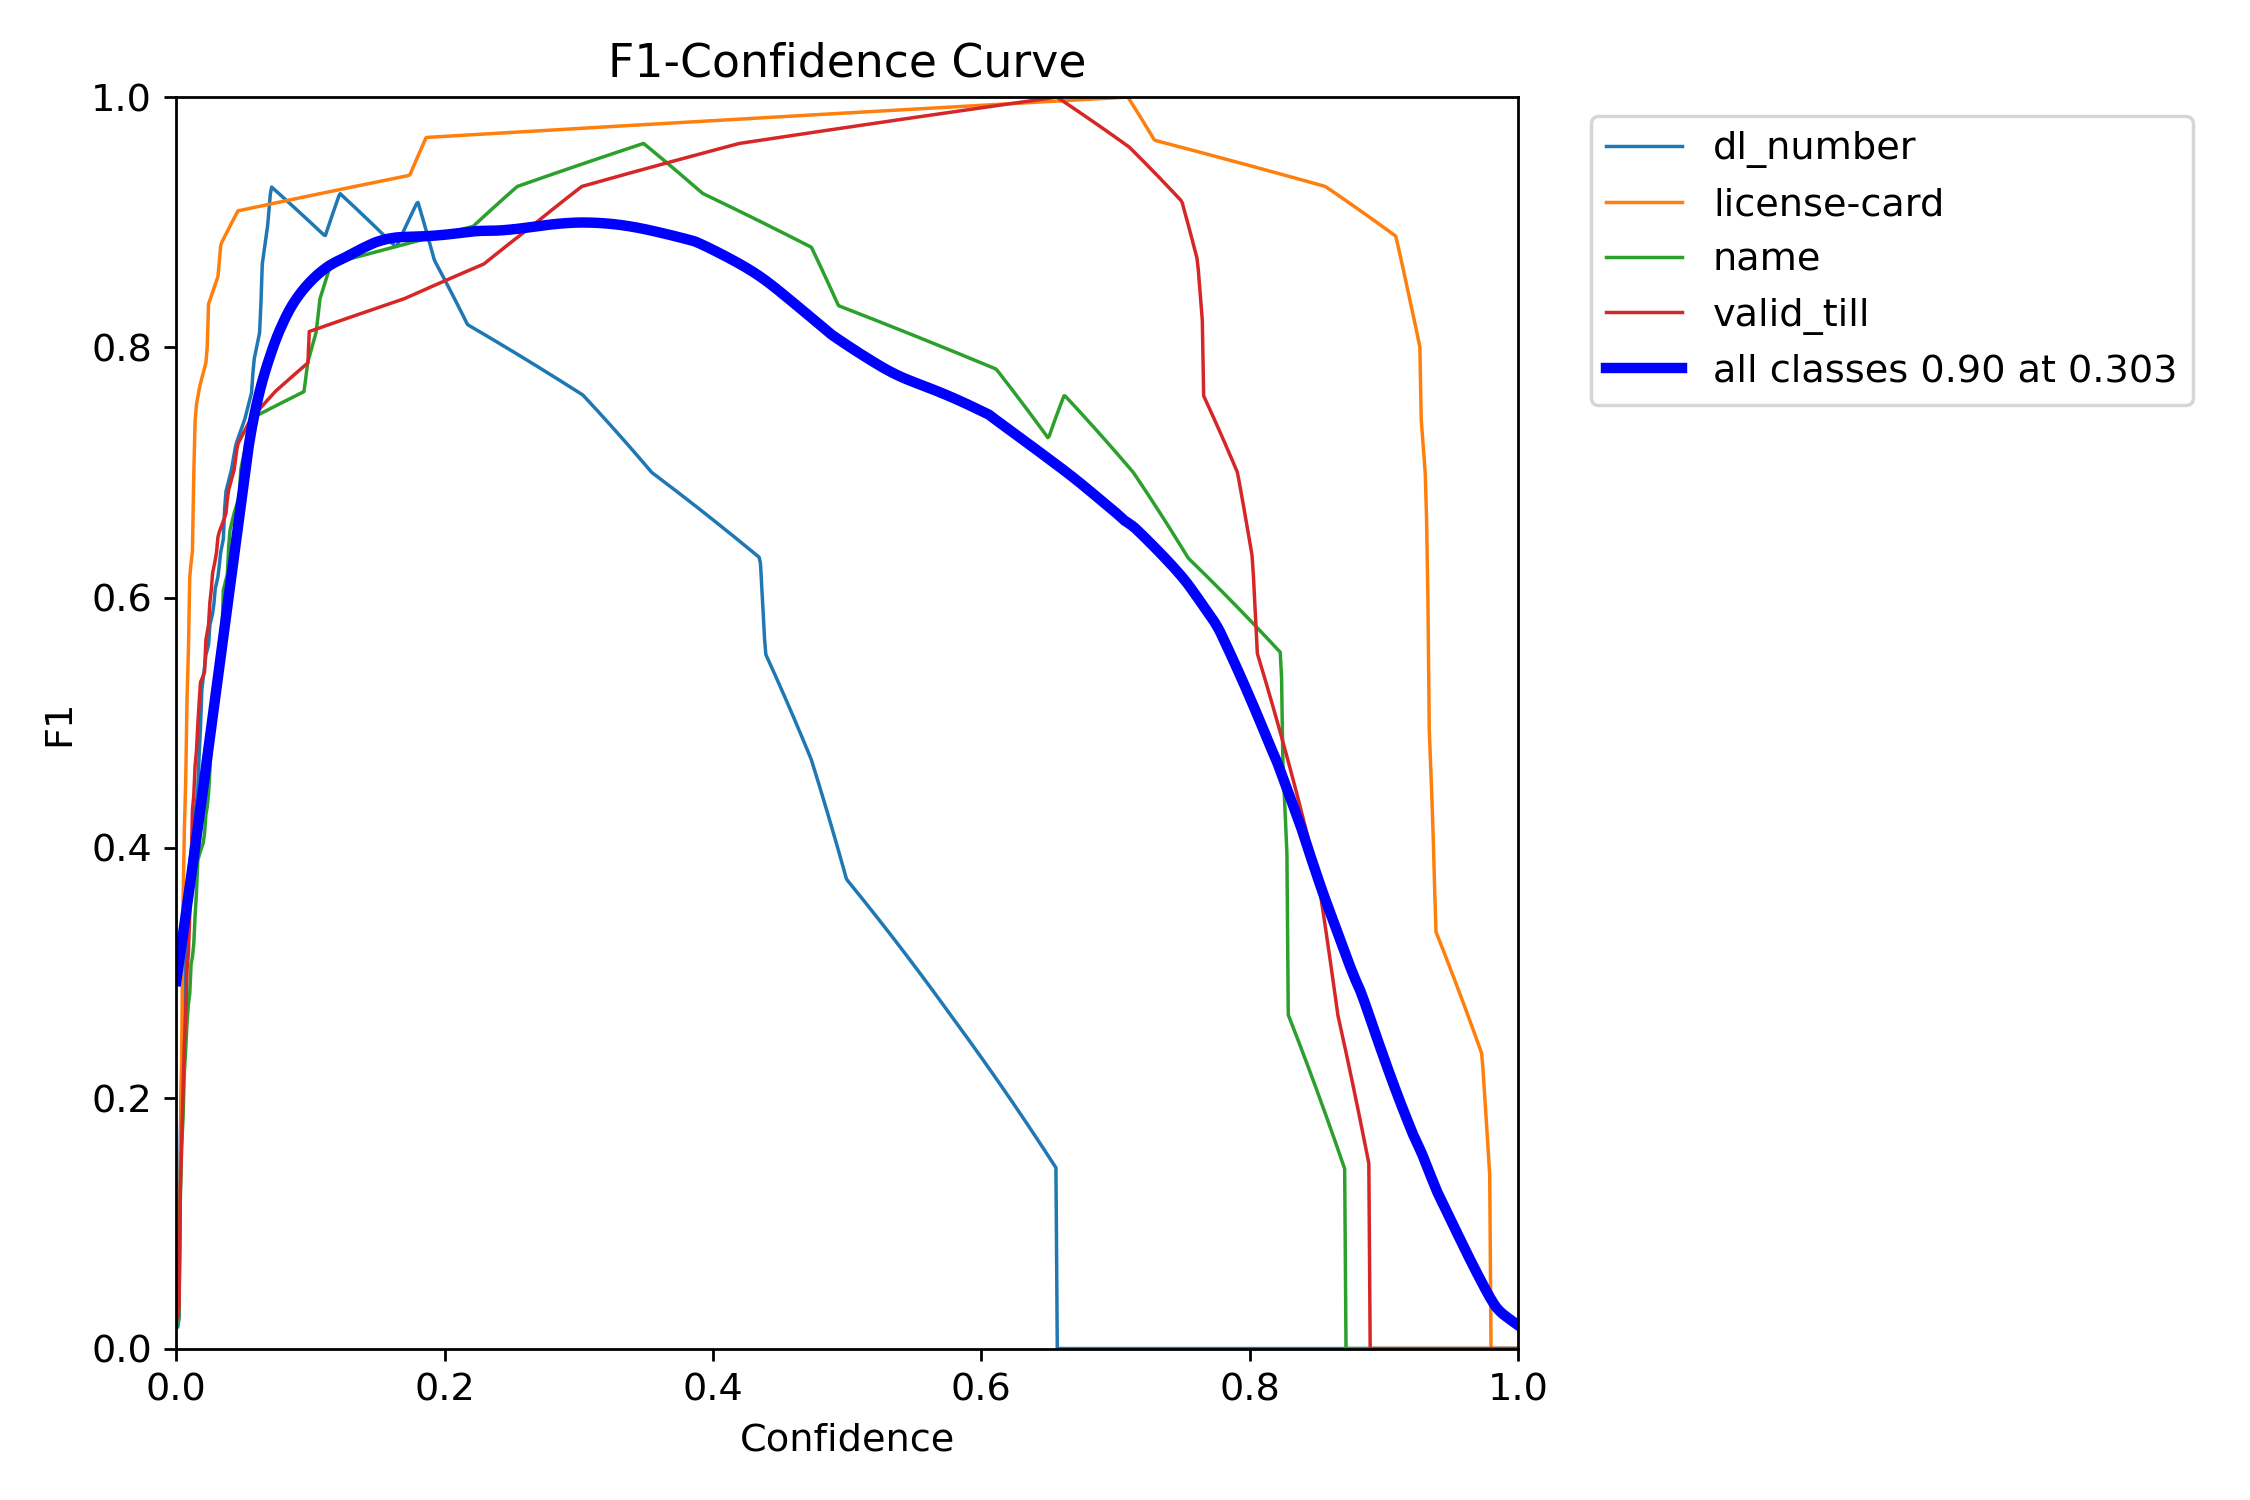 F1-Confidence Curve
1.0
0.8
0.6
0.4
0.2
0.0
F1
0.0 0.2 0.4 0.6 0.8 1.0
Confidence
dl_number
license-card
name
valid_till
all classes 0.90 at 0.303